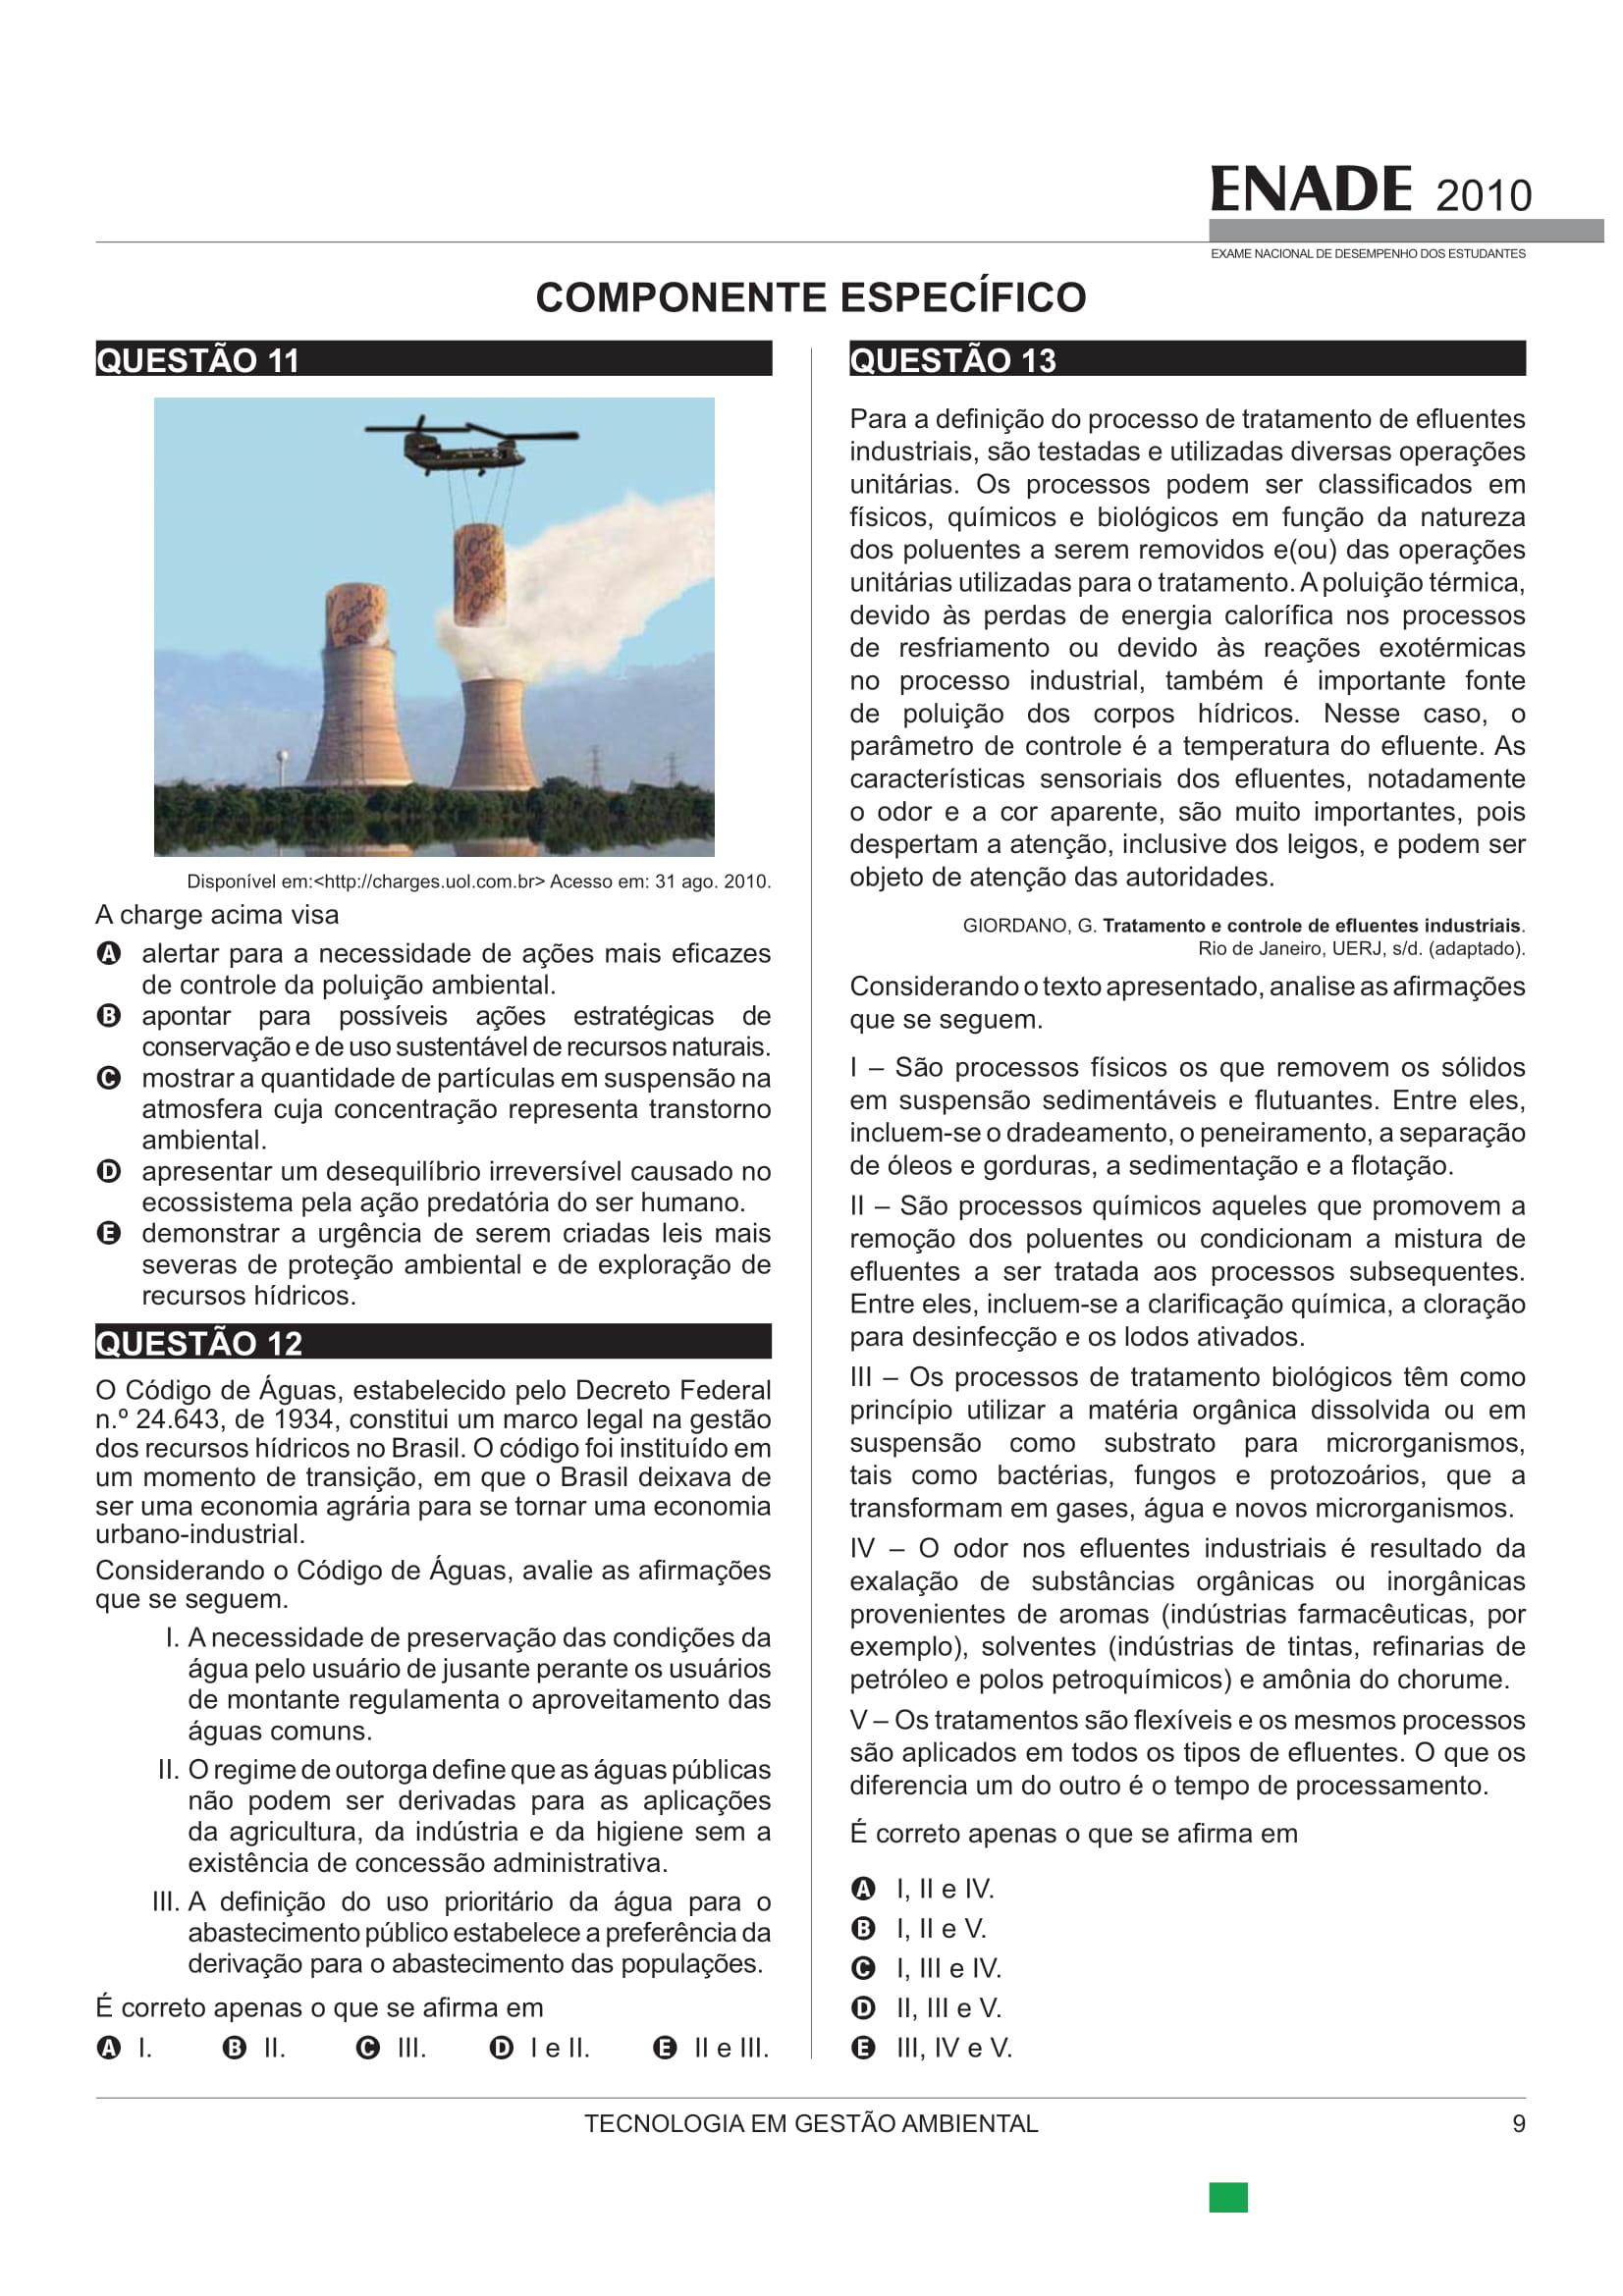 ENADE 2010
EXAME NACIONAL DE DESEMPENHO DOS ESTUDANTES
COMPONENTE ESPECÍFICO
QUESTÃO 11
Disponível em:<http://charges.uol.com.br> Acesso em: 31 ago. 2010.
A charge acima visa
A alertar para a necessidade de ações mais eficazes
de controle da poluição ambiental.
B apontar para possíveis ações estratégicas de
conservação e de uso sustentável de recursos naturais.
C mostrar a quantidade de partículas em suspensão na
atmosfera cuja concentração representa transtorno
ambiental.
D apresentar um desequilíbrio irreversível causado no
ecossistema pela ação predatória do ser humano.
E demonstrar a urgência de serem criadas leis mais
severas de proteção ambiental e de exploração de
recursos hídricos.
QUESTÃO 12
O Código de Águas, estabelecido pelo Decreto Federal
n.º 24.643, de 1934, constitui um marco legal na gestão
dos recursos hídricos no Brasil. O código foi instituído em
um momento de transição, em que o Brasil deixava de
ser uma economia agrária para se tornar uma economia
urbano-industrial.
Considerando o Código de Águas, avalie as afirmações
que se seguem.
I. A necessidade de preservação das condições da
água pelo usuário de jusante perante os usuários
de montante regulamenta o aproveitamento das
águas comuns.
II. O regime de outorga define que as águas públicas
não podem ser derivadas para as aplicações
da agricultura, da indústria e da higiene sem a
existência de concessão administrativa.
III. A definição do uso prioritário da água para o
abastecimento público estabelece a preferência da
derivação para o abastecimento das populações.
É correto apenas o que se afirma em
A I. B II. C III. D I e II. E II e III.
QUESTÃO 13
Para a definição do processo de tratamento de efluentes
industriais, são testadas e utilizadas diversas operações
unitárias. Os processos podem ser classificados em
físicos, químicos e biológicos em função da natureza
dos poluentes a serem removidos e(ou) das operações
unitárias utilizadas para o tratamento. A poluição térmica,
devido às perdas de energia calorífica nos processos
de resfriamento ou devido às reações exotérmicas
no processo industrial, também é importante fonte
de poluição dos corpos hídricos. Nesse caso, o
parâmetro de controle é a temperatura do efluente. As
características sensoriais dos efluentes, notadamente
o odor e a cor aparente, são muito importantes, pois
despertam a atenção, inclusive dos leigos, e podem ser
objeto de atenção das autoridades.
GIORDANO, G. Tratamento e controle de efluentes industriais.
Rio de Janeiro, UERJ, s/d. (adaptado).
Considerando o texto apresentado, analise as afirmações
que se seguem.
I – São processos físicos os que removem os sólidos
em suspensão sedimentáveis e flutuantes. Entre eles,
incluem-se o dradeamento, o peneiramento, a separação
de óleos e gorduras, a sedimentação e a flotação.
II – São processos químicos aqueles que promovem a
remoção dos poluentes ou condicionam a mistura de
efluentes a ser tratada aos processos subsequentes.
Entre eles, incluem-se a clarificação química, a cloração
para desinfecção e os lodos ativados.
III – Os processos de tratamento biológicos têm como
princípio utilizar a matéria orgânica dissolvida ou em
suspensão como substrato para microrganismos,
tais como bactérias, fungos e protozoários, que a
transformam em gases, água e novos microrganismos.
IV – O odor nos efluentes industriais é resultado da
exalação de substâncias orgânicas ou inorgânicas
provenientes de aromas (indústrias farmacêuticas, por
exemplo), solventes (indústrias de tintas, refinarias de
petróleo e polos petroquímicos) e amônia do chorume.
V – Os tratamentos são flexíveis e os mesmos processos
são aplicados em todos os tipos de efluentes. O que os
diferencia um do outro é o tempo de processamento.
É correto apenas o que se afirma em
A I, II e IV.
B I, II e V.
C I, III e IV.
D II, III e V.
E III, IV e V.
TECNOLOGIA EM GESTÃO AMBIENTAL 9